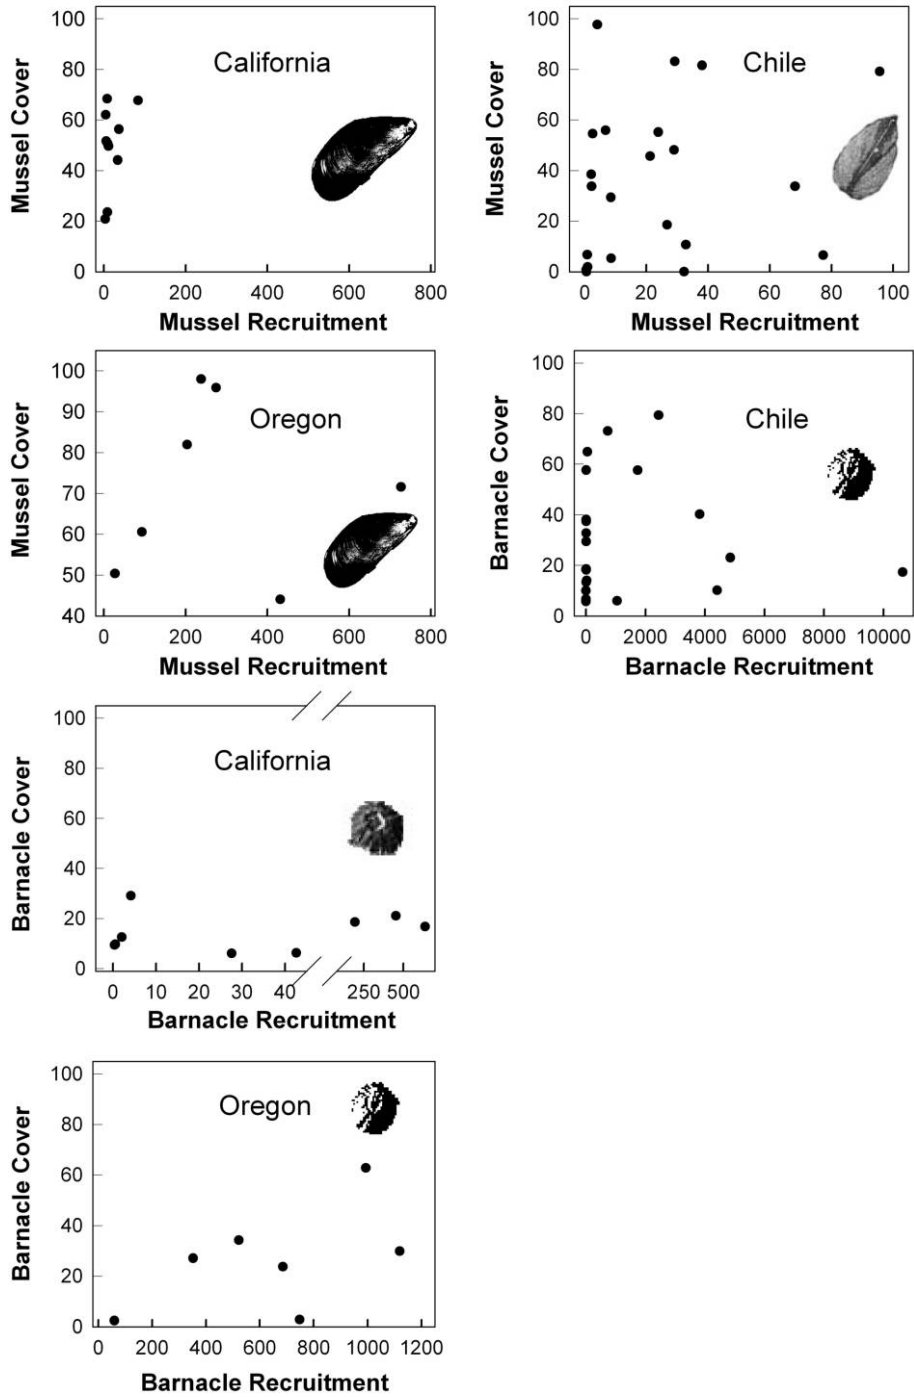 100
80
60
40
20
0
Mussel Cover
California
0 200 400 600 800
Mussel Recruitment
100
80
60
40
20
0
Mussel Cover
Chile
0 20 40 60 80 100
Mussel Recruitment
100
90
80
70
60
50
40
Mussel Cover
Oregon
0 200 400 600 800
Mussel Recruitment
100
80
60
40
20
0
Barnacle Cover
Chile
0 2000 4000 6000 8000 10000
Barnacle Recruitment
100
80
60
40
20
0
Barnacle Cover
California
0 10 20 30 40 250 500
Barnacle Recruitment
100
80
60
40
20
0
Barnacle Cover
Oregon
0 200 400 600 800 1000 1200
Barnacle Recruitment